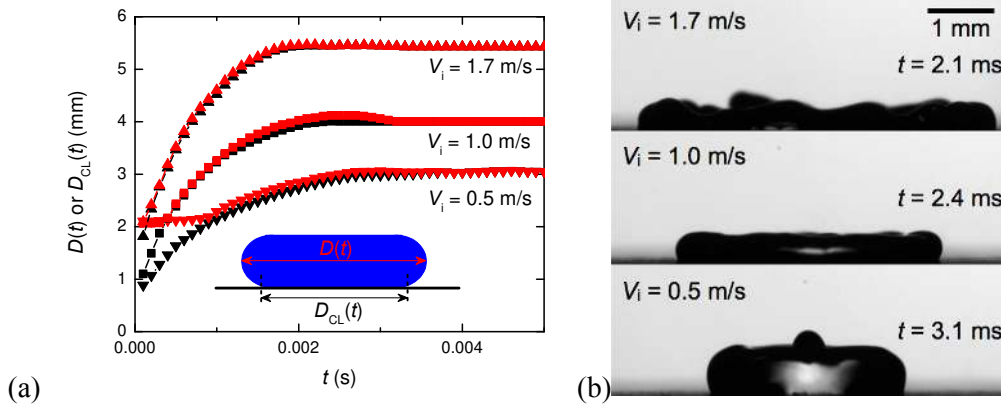 6
5
4
3
2
1
0
0.000
0.002
0.004
D(t) or D_CL(t) (mm)
t (s)
V_i = 1.7 m/s
V_i = 1.0 m/s
V_i = 0.5 m/s
D(t)
D_CL(t)
(a)
(b)
V_i = 1.7 m/s
1 mm
t = 2.1 ms
V_i = 1.0 m/s
t = 2.4 ms
V_i = 0.5 m/s
t = 3.1 ms